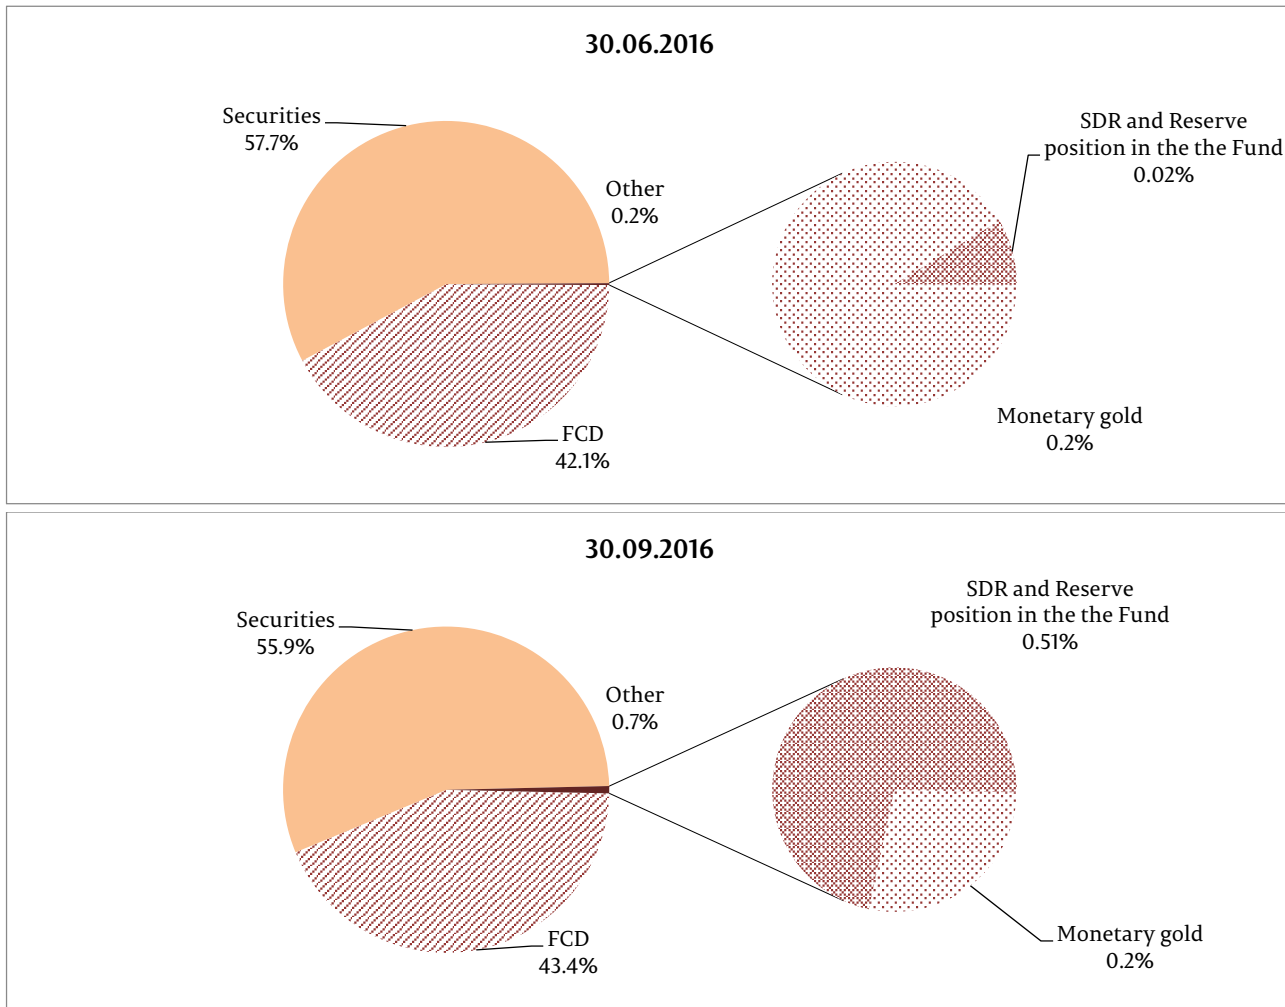 30.06.2016
Securities
57.7%
Other
0.2%
SDR and Reserve
position in the the Fund
0.02%
FCD
42.1%
Monetary gold
0.2%
30.09.2016
Securities
55.9%
Other
0.7%
SDR and Reserve
position in the the Fund
0.51%
FCD
43.4%
Monetary gold
0.2%